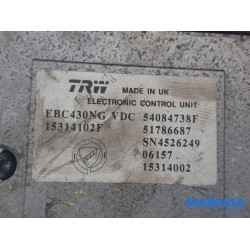 TRW
MADE IN UK
ELECTRONIC CONTROL UNIT
EBC430NG VDC 54084738F
15314102F 51786687
SN4526249
06157
15314002